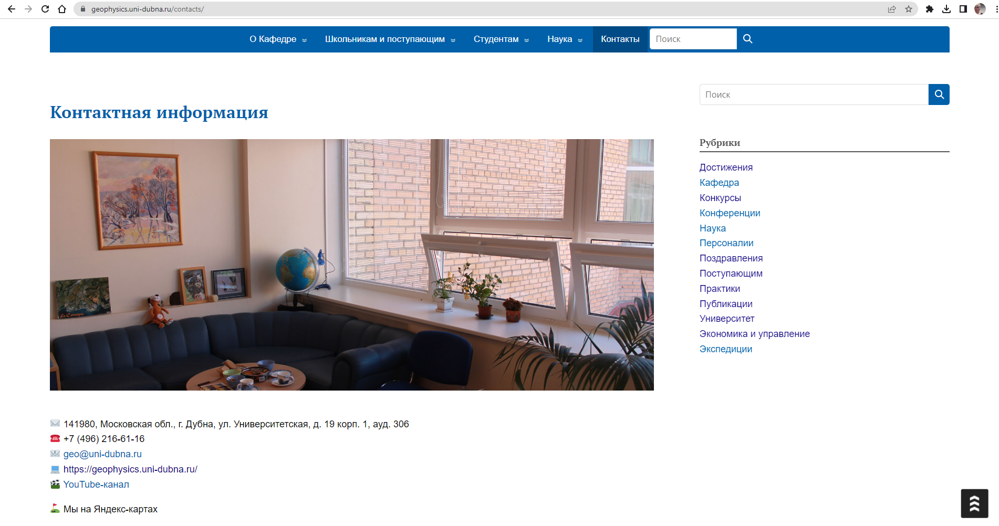 geophysics.uni-dubna.ru/contacts/
О Кафедре Школьникам и поступающим Студентам Наука Контакты Поиск
Поиск
Контактная информация
Рубрики
Достижения
Кафедра
Конкурсы
Конференции
Наука
Персоналии
Поздравления
Поступающим
Практики
Публикации
Университет
Экономика и управление
Экспедиции
141980, Московская обл., г. Дубна, ул. Университетская, д. 19 корп. 1, ауд. 306
+7 (496) 216-61-16
geo@uni-dubna.ru
https://geophysics.uni-dubna.ru/
YouTube-канал
Мы на Яндекс-картах